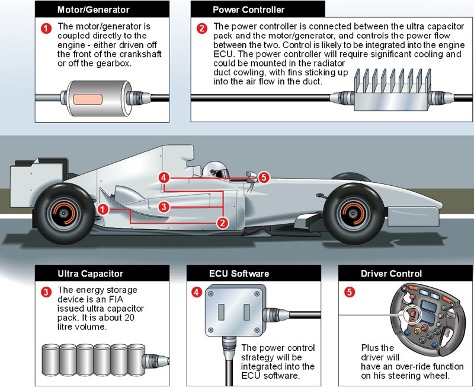 Motor/Generator
1 The motor/generator is
coupled directly to the
engine - either driven off
the front of the crankshaft
or off the gearbox.
Power Controller
2 The power controller is connected between the ultra capacitor
pack and the motor/generator, and controls the power flow
between the two. Control is likely to be integrated into the engine
ECU. The power controller will require significant cooling and
could be mounted in the radiator
duct cowling, with fins sticking up
into the air flow in the duct.
4
5
1
3
2
Ultra Capacitor
3 The energy storage
device is an FIA
issued ultra capacitor
pack. It is about 20
litre volume.
ECU Software
4
The power control
strategy will be
integrated into the
ECU software.
Driver Control
5
Plus the
driver will
have an over-ride function
on his steering wheel.